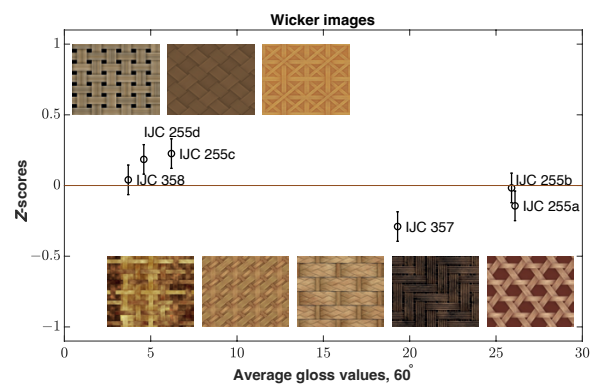 Wicker images
1
0.5
0
−0.5
−1
Z-scores
IJC 255d
IJC 255c
IJC 358
IJC 255b
IJC 255a
IJC 357
0 5 10 15 20 25 30
Average gloss values, 60°